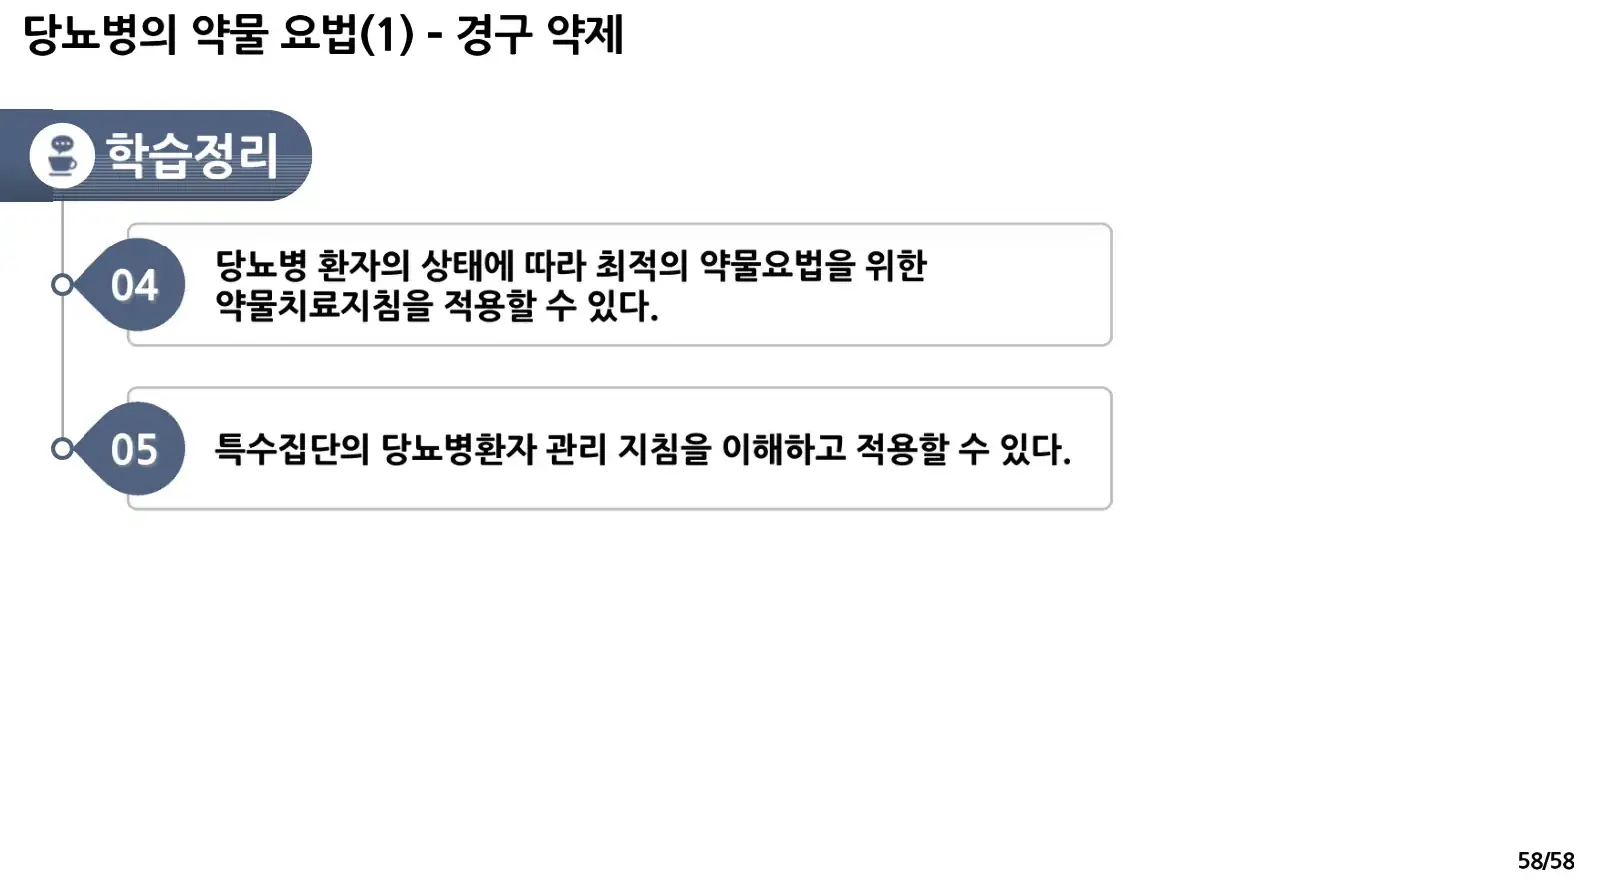 당뇨병의 약물 요법(1) - 경구 약제
학습정리
04
당뇨병 환자의 상태에 따라 최적의 약물요법을 위한
약물치료지침을 적용할 수 있다.
05
특수집단의 당뇨병환자 관리 지침을 이해하고 적용할 수 있다.
58/58